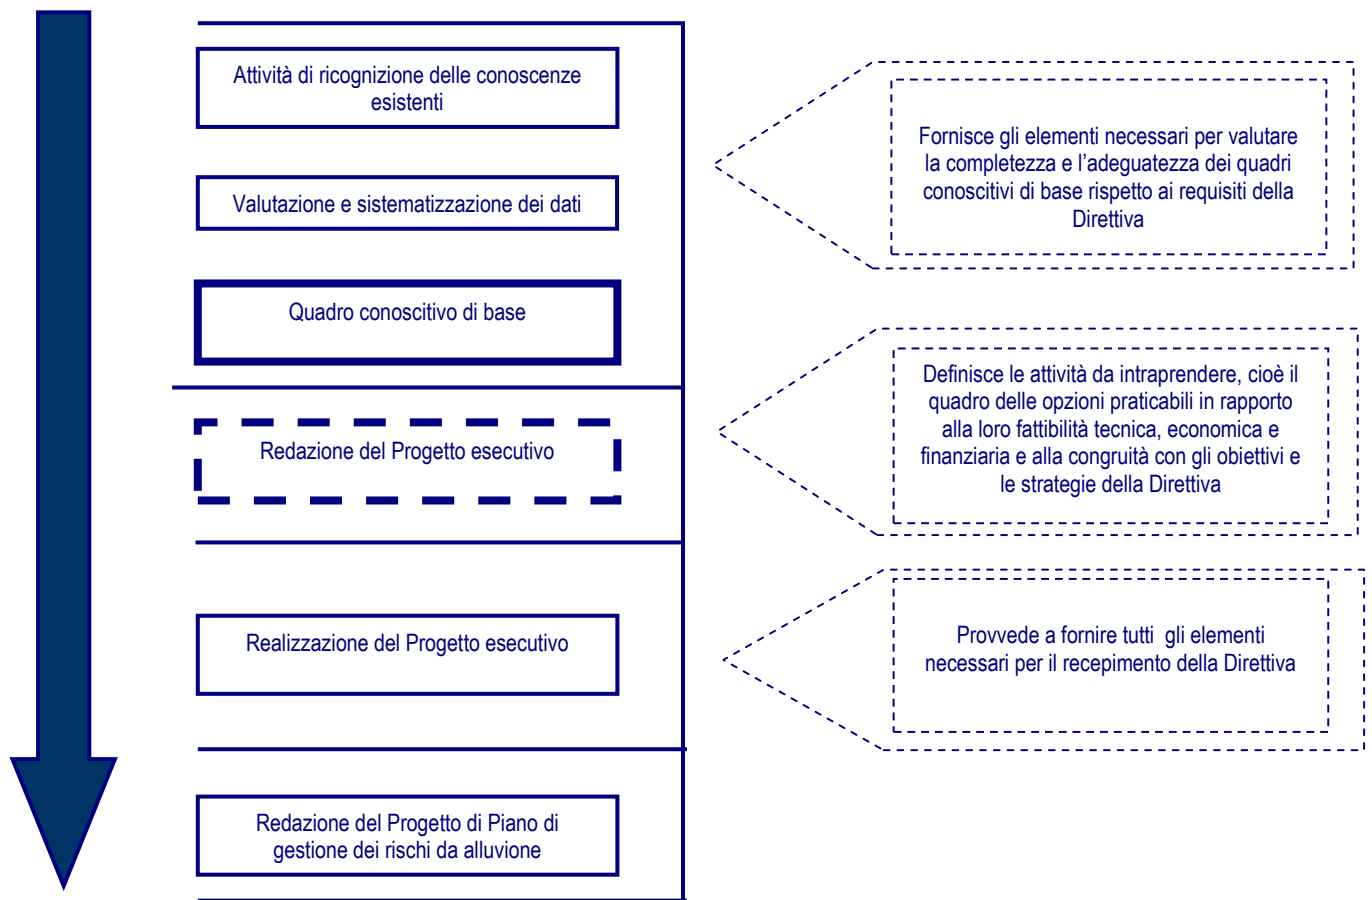 Attività di ricognizione delle conoscenze
esistenti
Valutazione e sistematizzazione dei dati
Quadro conoscitivo di base
Fornisce gli elementi necessari per valutare
la completezza e l’adeguatezza dei quadri
conoscitivi di base rispetto ai requisiti della
Direttiva
Redazione del Progetto esecutivo
Definisce le attività da intraprendere, cioè il
quadro delle opzioni praticabili in rapporto
alla loro fattibilità tecnica, economica e
finanziaria e alla congruità con gli obiettivi e
le strategie della Direttiva
Realizzazione del Progetto esecutivo
Provvede a fornire tutti  gli elementi
necessari per il recepimento della Direttiva
Redazione del Progetto di Piano di
gestione dei rischi da alluvione